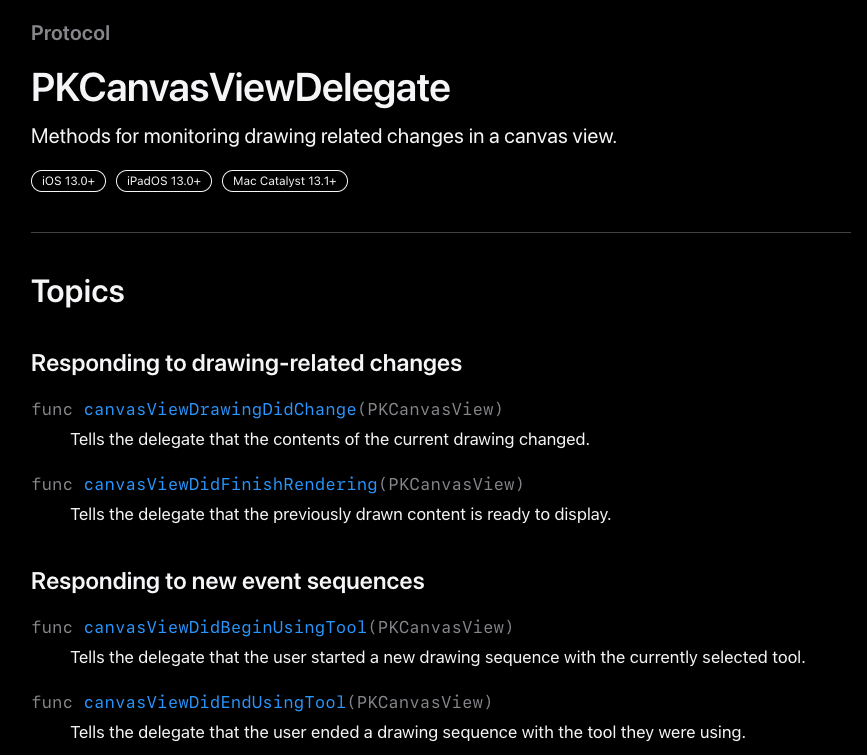 Protocol
PKCanvasViewDelegate
Methods for monitoring drawing related changes in a canvas view.
iOS 13.0+ iPadOS 13.0+ Mac Catalyst 13.1+
Topics
Responding to drawing-related changes
func canvasViewDrawingDidChange(PKCanvasView)
Tells the delegate that the contents of the current drawing changed.
func canvasViewDidFinishRendering(PKCanvasView)
Tells the delegate that the previously drawn content is ready to display.
Responding to new event sequences
func canvasViewDidBeginUsingTool(PKCanvasView)
Tells the delegate that the user started a new drawing sequence with the currently selected tool.
func canvasViewDidEndUsingTool(PKCanvasView)
Tells the delegate that the user ended a drawing sequence with the tool they were using.